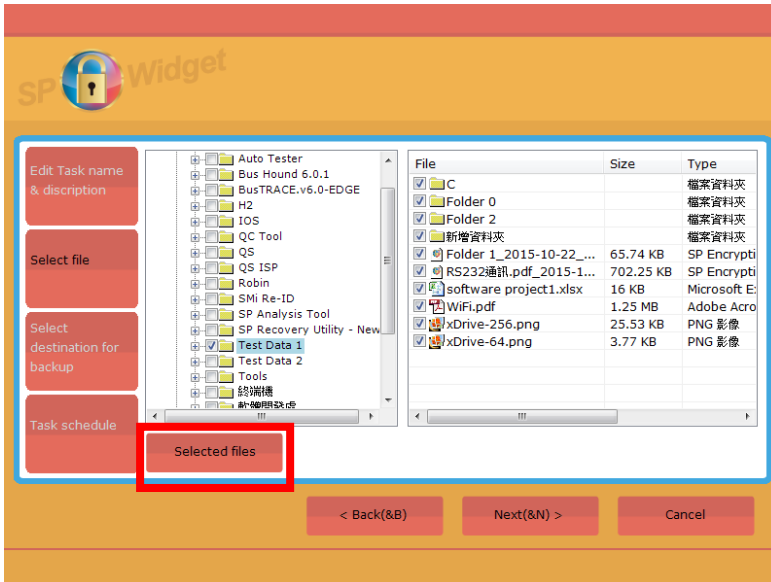 SP Widget
Edit Task name
& discription
Select file
Select
destination for
backup
Task schedule
Auto Tester
Bus Hound 6.0.1
BusTRACE.v6.0-EDGE
H2
IOS
QC Tool
QS
QS ISP
Robin
SMi Re-ID
SP Analysis Tool
SP Recovery Utility - New
Test Data 1
Test Data 2
Tools
終端機
軟體開發處
File Size Type
C 檔案資料夾
Folder 0 檔案資料夾
Folder 2 檔案資料夾
新增資料夾 檔案資料夾
Folder 1_2015-10-22_... 65.74 KB SP Encrypti
RS232通訊.pdf_2015-1... 702.25 KB SP Encrypti
software project1.xlsx 16 KB Microsoft E
WiFi.pdf 1.25 MB Adobe Acro
xDrive-256.png 25.53 KB PNG 影像
xDrive-64.png 3.77 KB PNG 影像
Selected files
< Back(&B) Next(&N) > Cancel